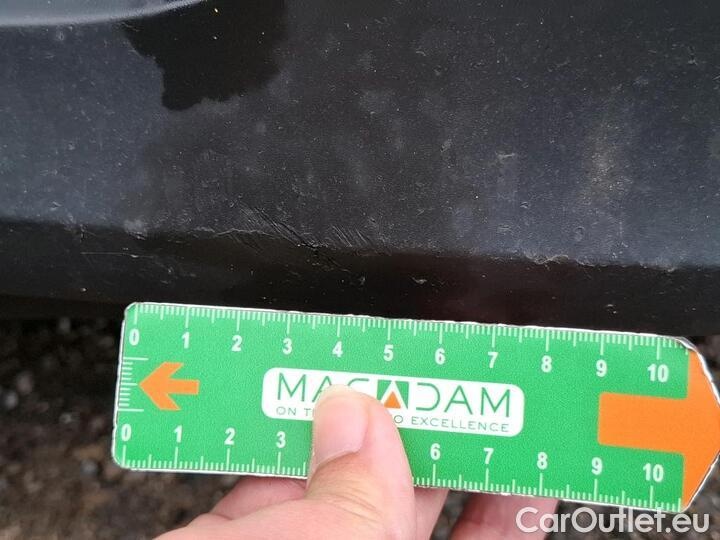 0 1 2 3 4 5 6 7 8 9 10
MACADAM
ON T O EXCELLENCE
0 1 2 3 6 7 8 9 10
CarOutlet.eu